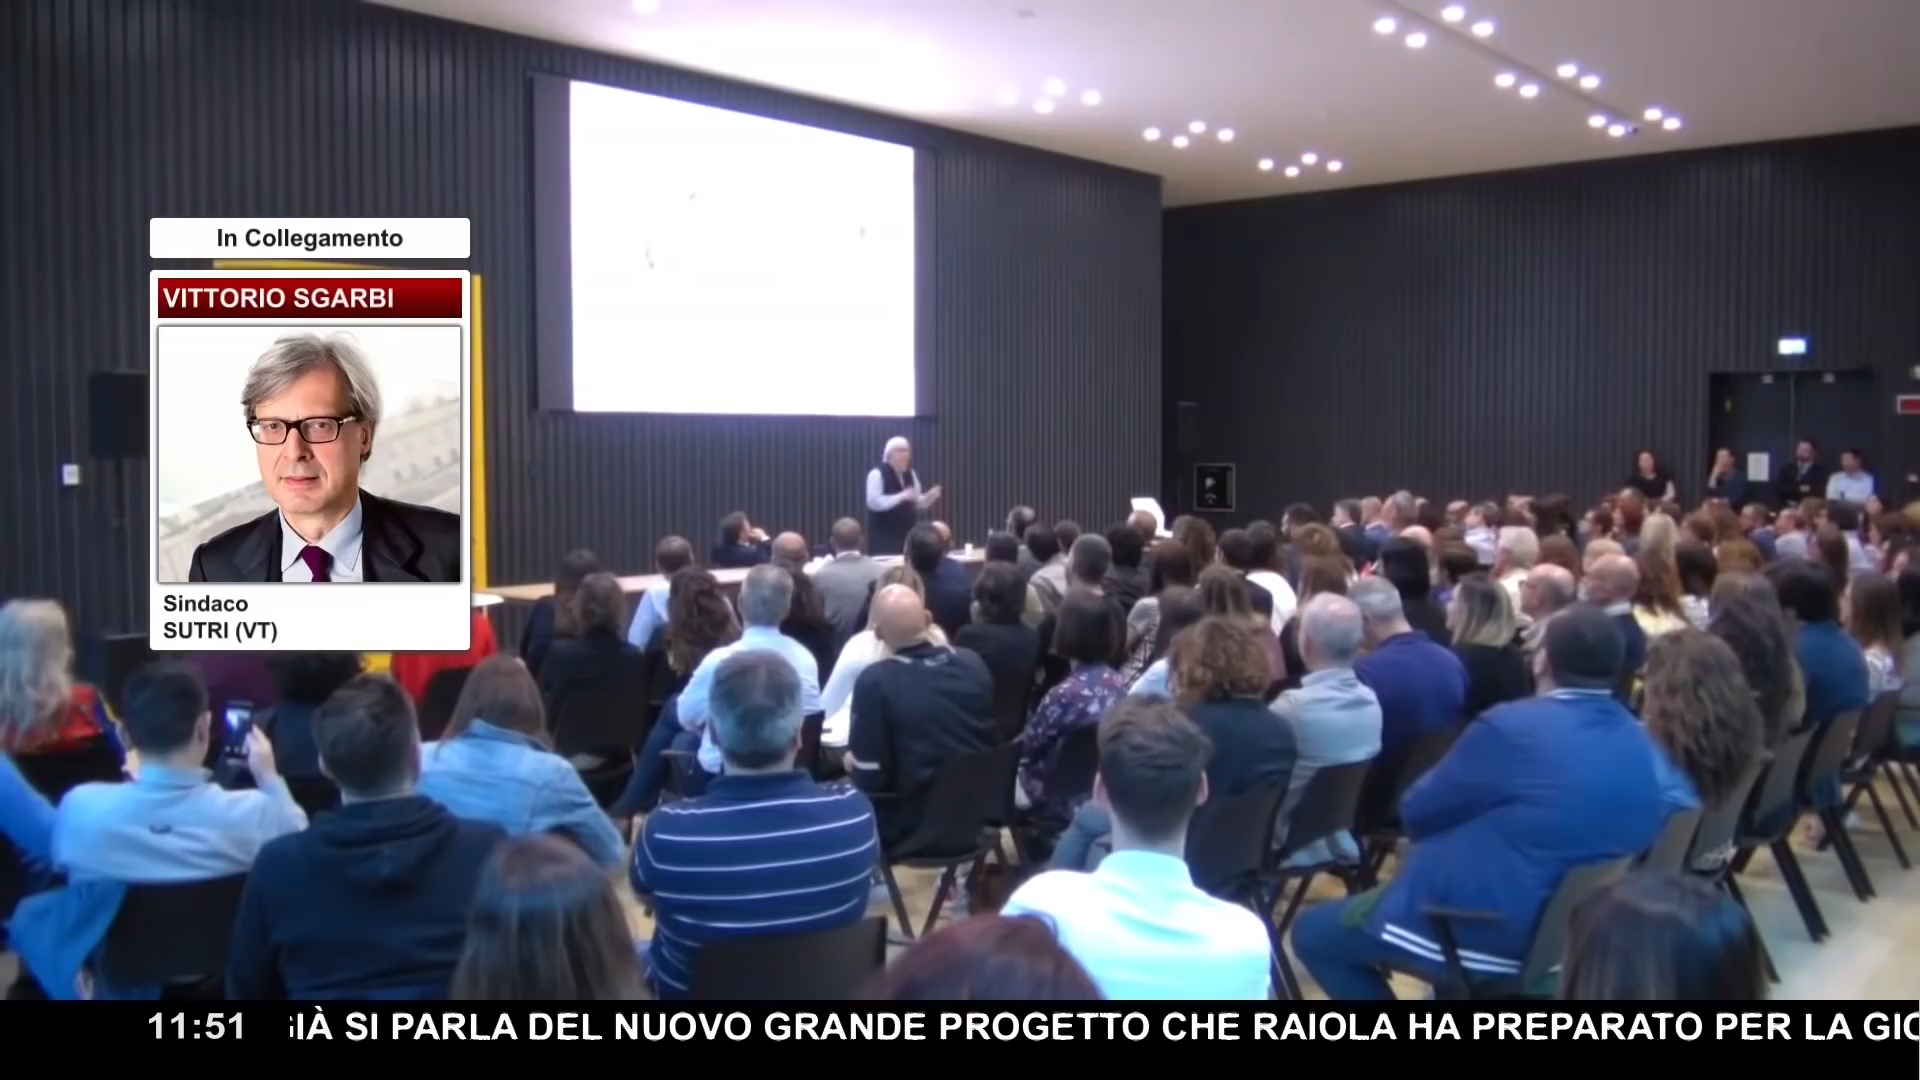 In Collegamento
VITTORIO SGARBI
Sindaco
SUTRI (VT)
11:51
IÀ SI PARLA DEL NUOVO GRANDE PROGETTO CHE RAIOLA HA PREPARATO PER LA GIO